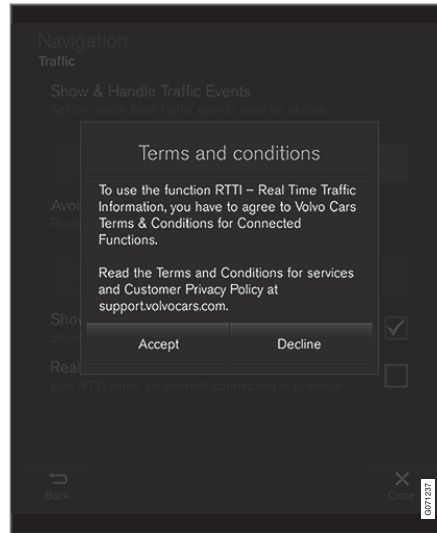 Navigation
Traffic
Show & Handle Traffic Events
Set on which level traffic events shall be shown
Terms and conditions
To use the function RTTI – Real Time Traffic
Information, you have to agree to Volvo Cars
Terms & Conditions for Connected
Functions.
Read the Terms and Conditions for services
and Customer Privacy Policy at
support.volvocars.com.
Accept Decline
Use RTTI when an internet connection is available
Back Close
G071237